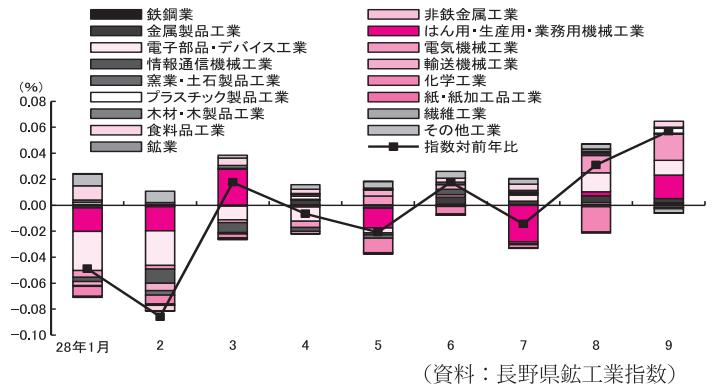 鉄鋼業
非鉄金属工業
金属製品工業
はん用・生産用・業務用機械工業
電子部品・デバイス工業
電気機械工業
情報通信機械工業
輸送機械工業
窯業・土石製品工業
化学工業
プラスチック製品工業
紙・紙加工品工業
木材・木製品工業
繊維工業
食料品工業
その他工業
鉱業
指数対前年比
(%)
0.08
0.06
0.04
0.02
0.00
-0.02
-0.04
-0.06
-0.08
-0.10
28年1月 2 3 4 5 6 7 8 9
(資料：長野県鉱工業指数)